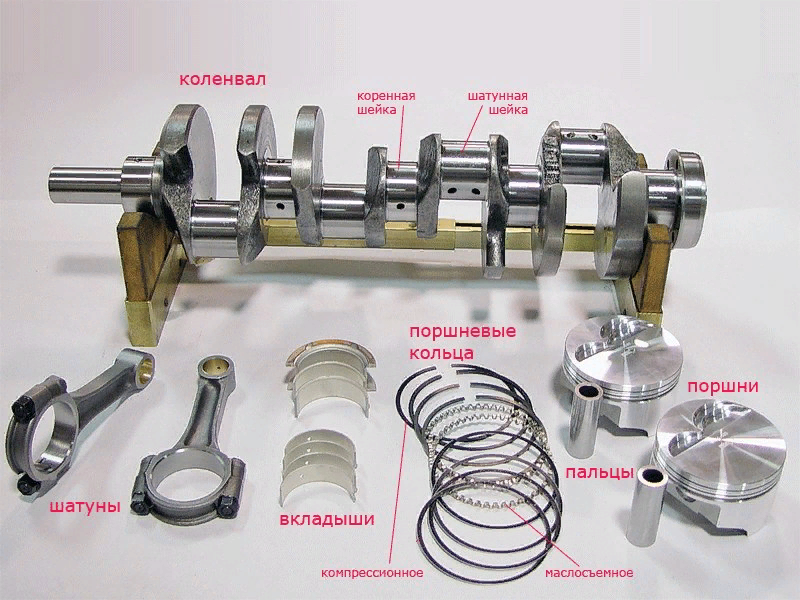 коленвал
коренная
шейка
шатунная
шейка
поршневые
кольца
поршни
пальцы
шатуны
вкладыши
компрессионное
маслосъемное